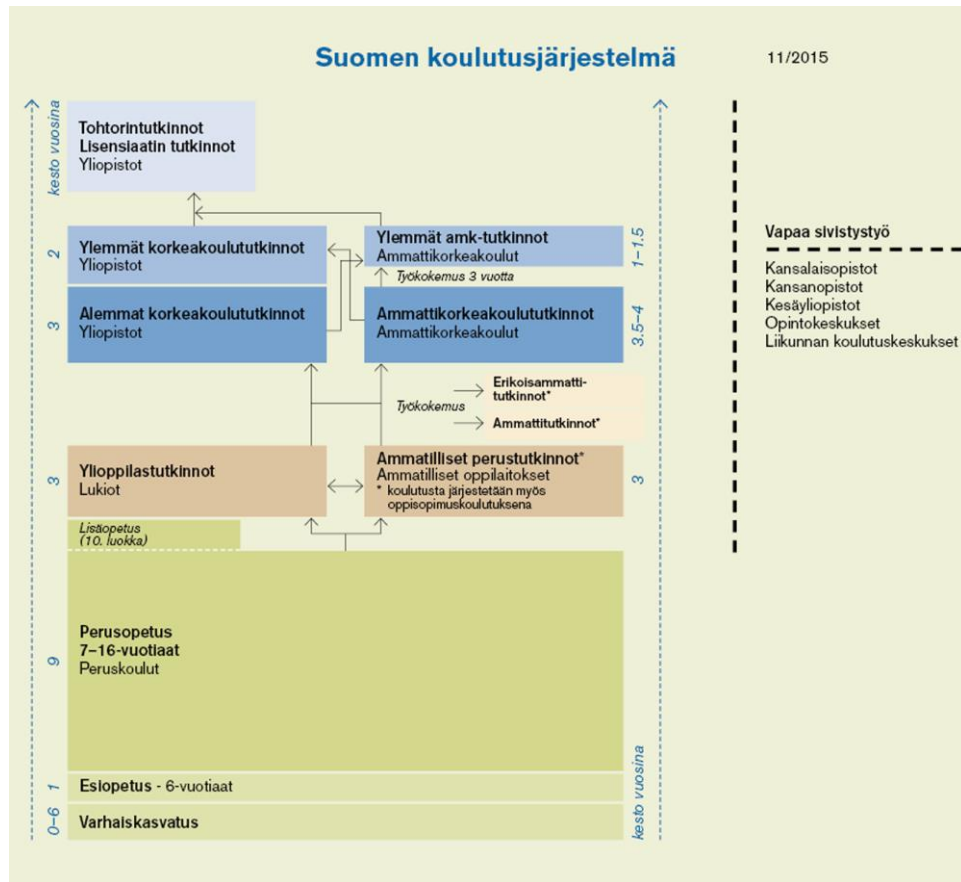 Suomen koulutusjärjestelmä
11/2015
kesto vuosina
Tohtorintutkinnot
Lisensiaatin tutkinnot
Yliopistot
2
Ylemmät korkeakoulututkinnot
Yliopistot
Ylemmät amk-tutkinnot
Ammattikorkeakoulut
1–1.5
Työkokemus 3 vuotta
3
Alemmat korkeakoulututkinnot
Yliopistot
Ammattikorkeakoulututkinnot
Ammattikorkeakoulut
3.5–4
Työkokemus
Erikoisammatti-
tutkinnot*
Ammattitutkinnot*
3
Ylioppilastutkinnot
Lukiot
Ammatilliset perustutkinnot*
Ammatilliset oppilaitokset
* koulutusta järjestetään myös
oppisopimuskoulutuksena
3
Lisäopetus
(10. luokka)
9
Perusopetus
7–16-vuotiaat
Peruskoulut
1
Esiopetus - 6-vuotiaat
0–6
Varhaiskasvatus
kesto vuosina
Vapaa sivistystyö
Kansalaisopistot
Kansanopistot
Kesäyliopistot
Opintokeskukset
Liikunnan koulutuskeskukset